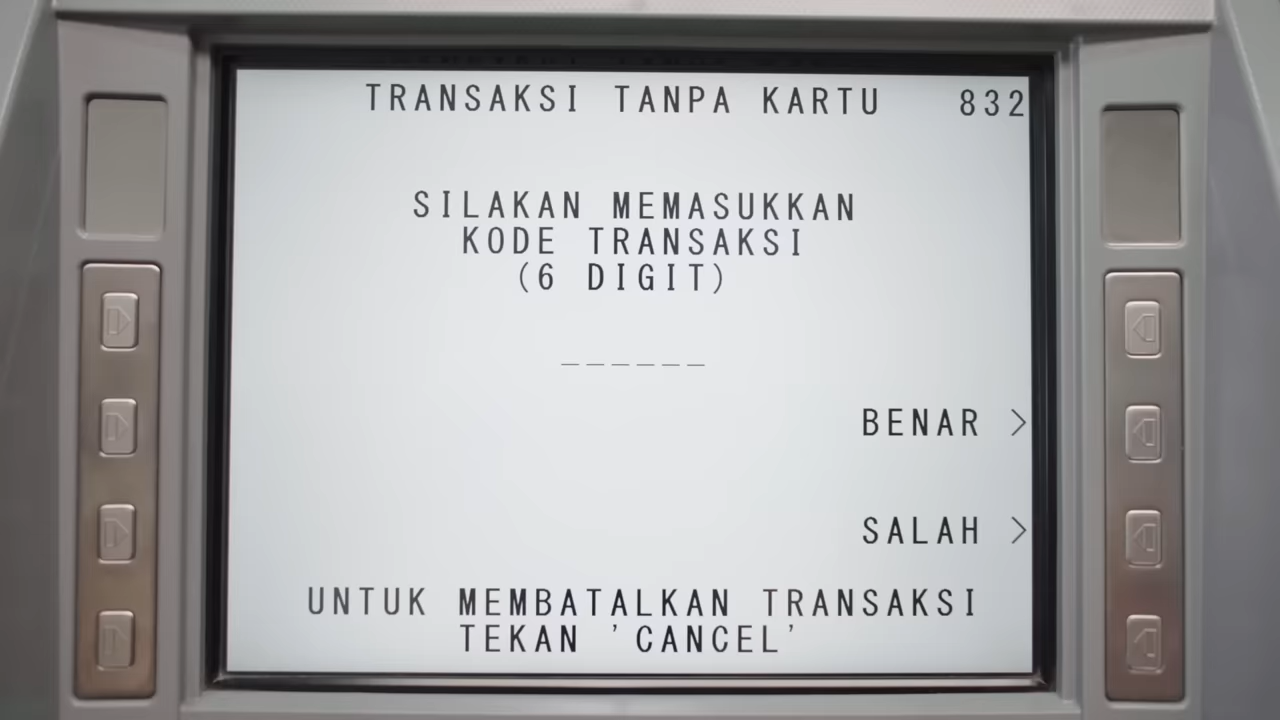 TRANSAKSI TANPA KARTU 832
SILAKAN MEMASUKKAN
KODE TRANSAKSI
(6 DIGIT)
______
BENAR >
SALAH >
UNTUK MEMBATALKAN TRANSAKSI
TEKAN 'CANCEL'